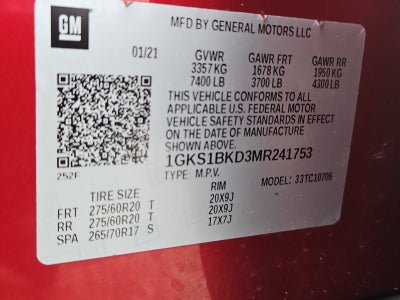 GM
MFD BY GENERAL MOTORS LLC
01/21 GVWR GAWR FRT GAWR RR
3357 KG 1678 KG 1950 KG
7400 LB 3700 LB 4300 LB
THIS VEHICLE CONFORMS TO ALL
APPLICABLE U.S. FEDERAL MOTOR
VEHICLE SAFETY STANDARDS IN EFFECT
ON THE DATE OF MANUFACTURE SHOWN ABOVE.
1GKS1BKD3MR241753
252F TYPE: M.P.V. MODEL: 33TC10706
TIRE SIZE RIM
FRT 275/60R20 T 20X9J
RR 275/60R20 T 20X9J
SPA 265/70R17 S 17X7J